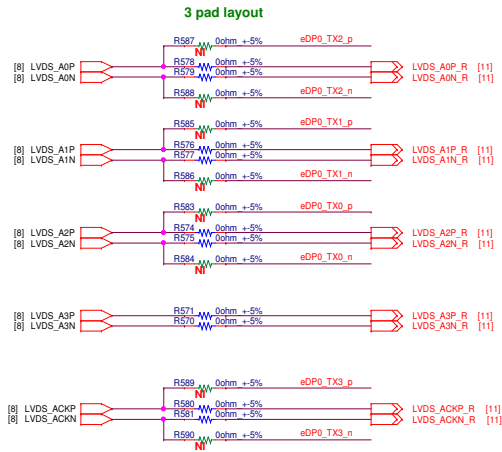 3 pad layout
R587 0ohm +-5% eDP0_TX2_p
NI
[8] LVDS_A0P R578 0ohm +-5% LVDS_A0P_R [11]
[8] LVDS_A0N R579 0ohm +-5% LVDS_A0N_R [11]
R588 0ohm +-5% eDP0_TX2_n
NI
R585 0ohm +-5% eDP0_TX1_p
NI
[8] LVDS_A1P R576 0ohm +-5% LVDS_A1P_R [11]
[8] LVDS_A1N R577 0ohm +-5% LVDS_A1N_R [11]
R586 0ohm +-5% eDP0_TX1_n
NI
R583 0ohm +-5% eDP0_TX0_p
NI
[8] LVDS_A2P R574 0ohm +-5% LVDS_A2P_R [11]
[8] LVDS_A2N R575 0ohm +-5% LVDS_A2N_R [11]
R584 0ohm +-5% eDP0_TX0_n
NI
[8] LVDS_A3P R571 0ohm +-5% LVDS_A3P_R [11]
[8] LVDS_A3N R570 0ohm +-5% LVDS_A3N_R [11]
R589 0ohm +-5% eDP0_TX3_p
NI
[8] LVDS_ACKP R580 0ohm +-5% LVDS_ACKP_R [11]
[8] LVDS_ACKN R581 0ohm +-5% LVDS_ACKN_R [11]
R590 0ohm +-5% eDP0_TX3_n
NI